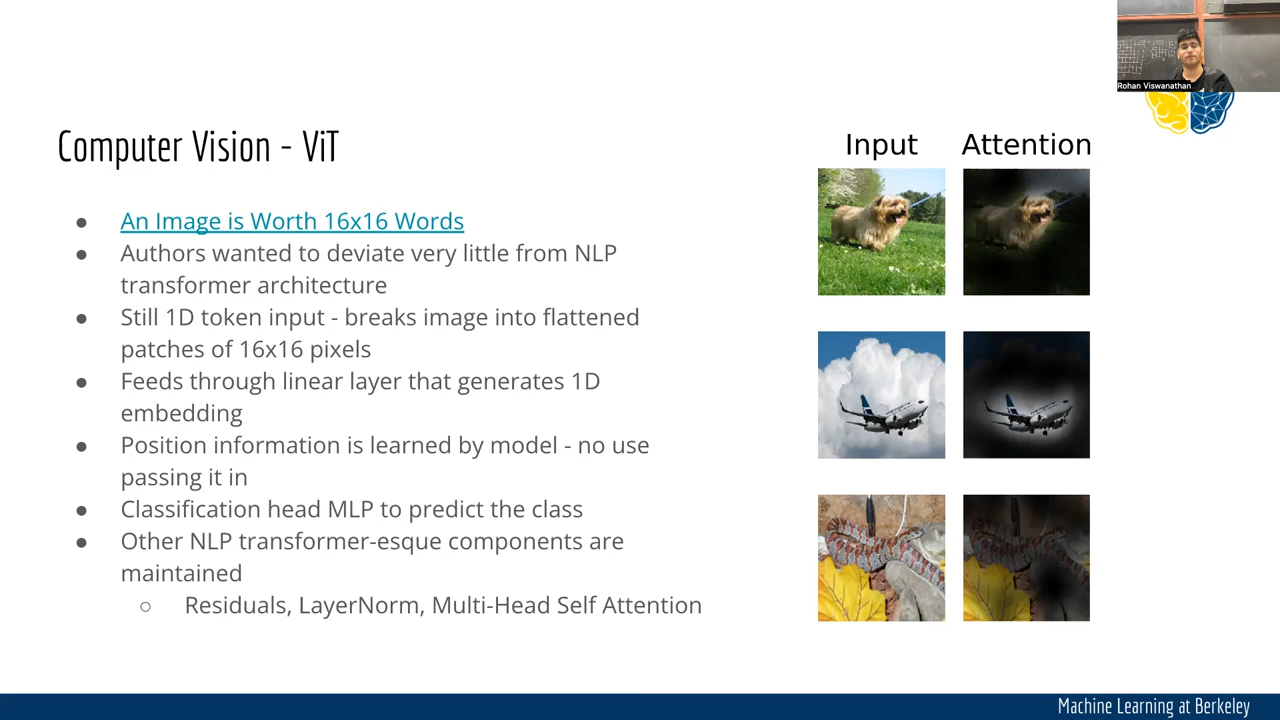 Rohan Viswanathan
Computer Vision - ViT
● An Image is Worth 16x16 Words
● Authors wanted to deviate very little from NLP
transformer architecture
● Still 1D token input - breaks image into flattened
patches of 16x16 pixels
● Feeds through linear layer that generates 1D
embedding
● Position information is learned by model - no use
passing it in
● Classification head MLP to predict the class
● Other NLP transformer-esque components are
maintained
○ Residuals, LayerNorm, Multi-Head Self Attention
Input Attention
Machine Learning at Berkeley